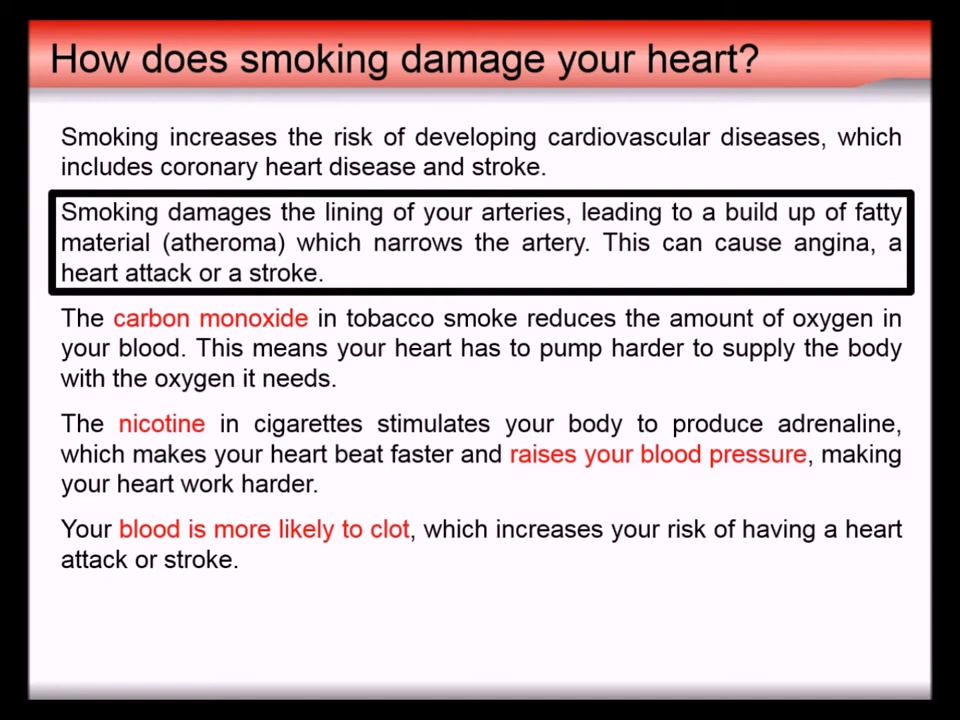 How does smoking damage your heart?
Smoking increases the risk of developing cardiovascular diseases, which
includes coronary heart disease and stroke.
Smoking damages the lining of your arteries, leading to a build up of fatty
material (atheroma) which narrows the artery. This can cause angina, a
heart attack or a stroke.
The carbon monoxide in tobacco smoke reduces the amount of oxygen in
your blood. This means your heart has to pump harder to supply the body
with the oxygen it needs.
The nicotine in cigarettes stimulates your body to produce adrenaline,
which makes your heart beat faster and raises your blood pressure, making
your heart work harder.
Your blood is more likely to clot, which increases your risk of having a heart
attack or stroke.